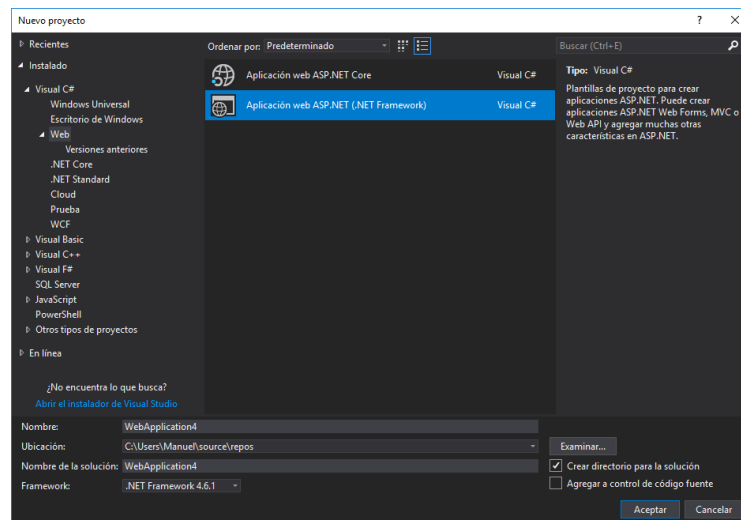 Nuevo proyecto
? X
Recientes
Instalado
Visual C#
Windows Universal
Escritorio de Windows
Web
Versiones anteriores
.NET Core
.NET Standard
Cloud
Prueba
WCF
Visual Basic
Visual C++
Visual F#
SQL Server
JavaScript
PowerShell
Otros tipos de proyectos
En línea
¿No encuentra lo que busca?
Abrir el instalador de Visual Studio
Ordenar por: Predeterminado
Aplicación web ASP.NET Core Visual C#
Aplicación web ASP.NET (.NET Framework) Visual C#
Buscar (Ctrl+E)
Tipo: Visual C#
Plantillas de proyecto para crear
aplicaciones ASP.NET. Puede crear
aplicaciones ASP.NET Web Forms, MVC o
Web API y agregar muchas otras
características en ASP.NET.
Nombre: WebApplication4
Ubicación: C:\Users\Manuel\source\repos
Examinar...
Nombre de la solución: WebApplication4
Crear directorio para la solución
Framework: .NET Framework 4.6.1
Agregar a control de código fuente
Aceptar Cancelar